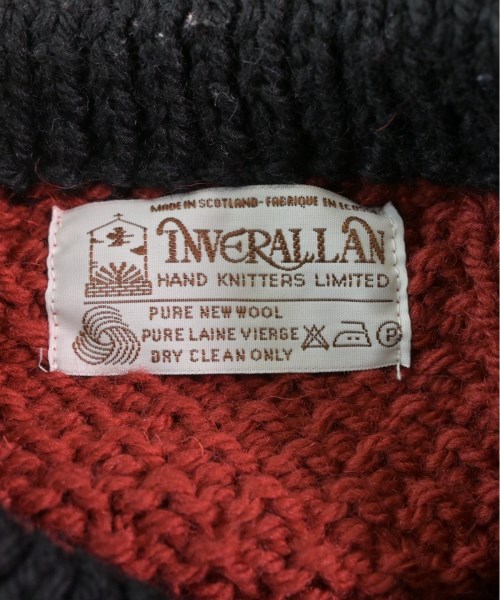 MADE IN SCOTLAND-FABRIQUE EN ECOSSE
INVERALLAN
HAND KNITTERS LIMITED
PURE NEW WOOL
PURE LAINE VIERGE
DRY CLEAN ONLY
P